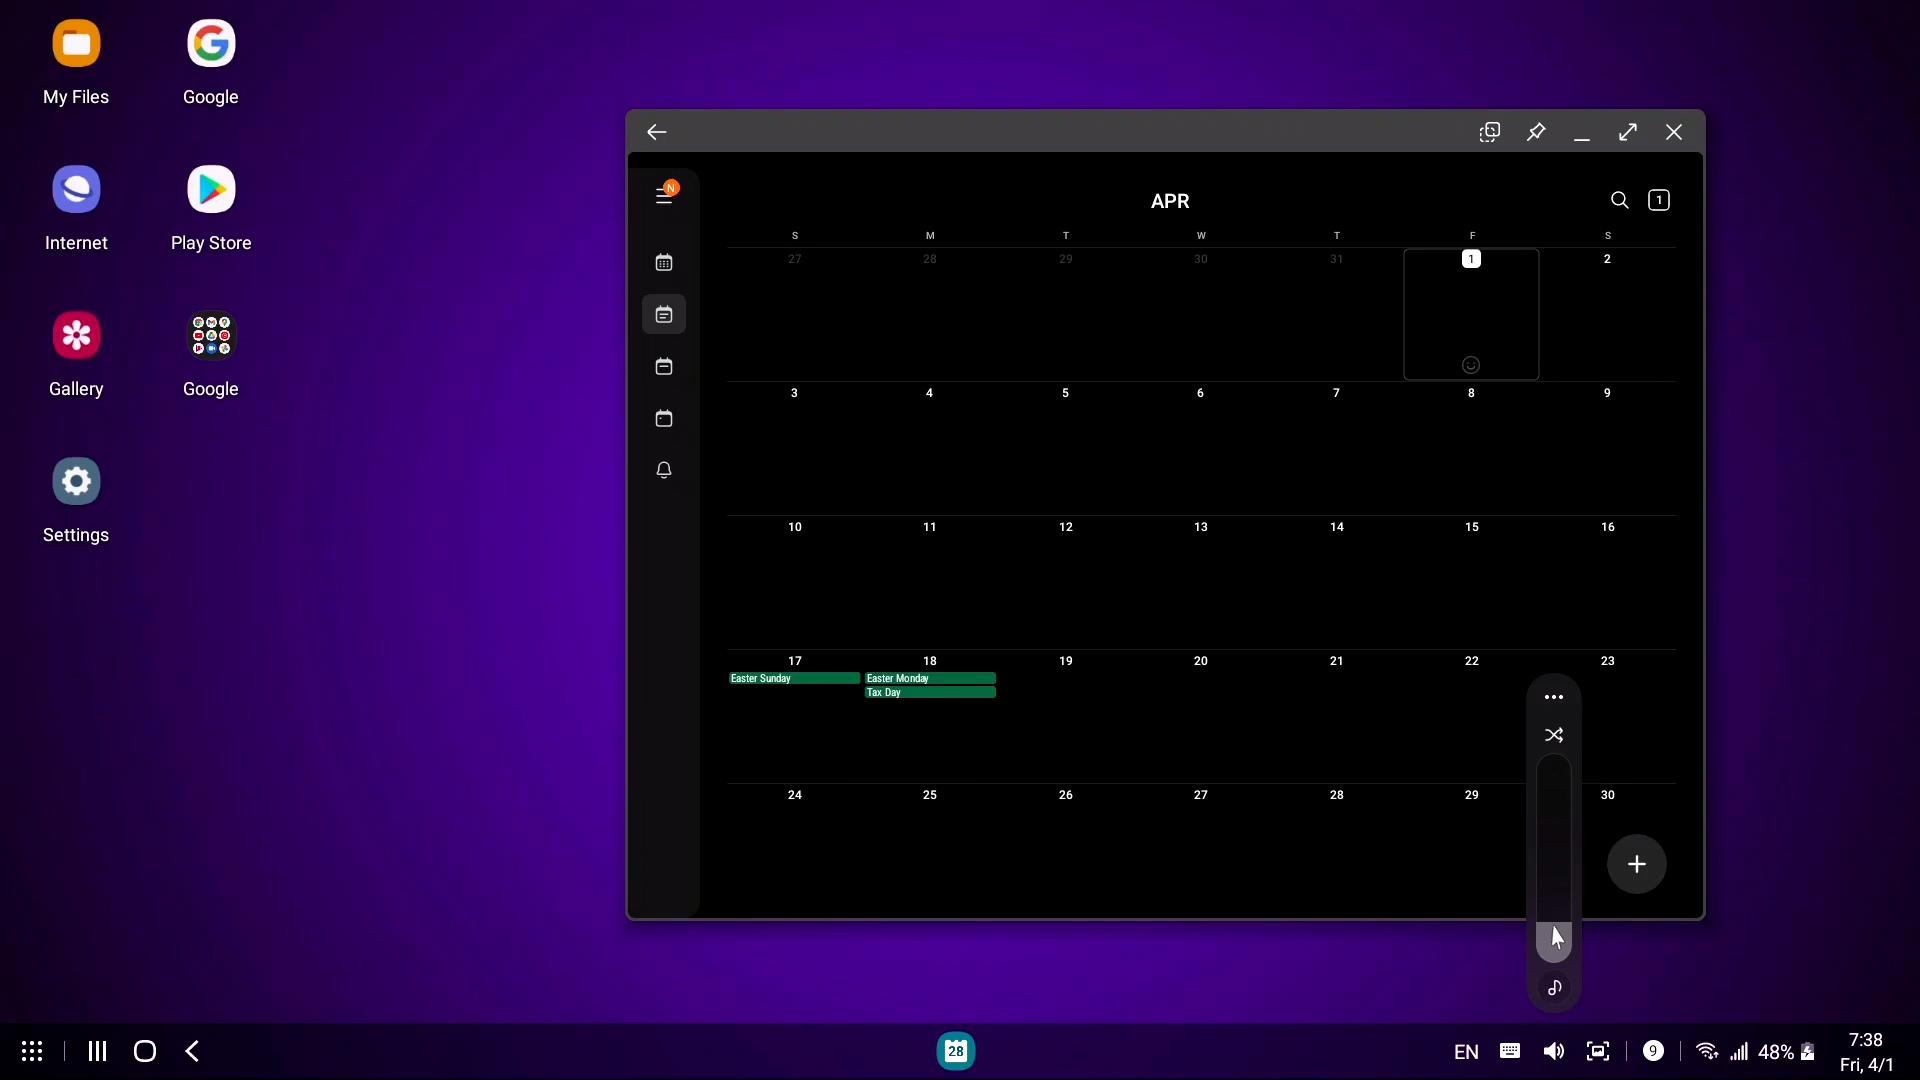 My Files
Google
Internet
Play Store
Gallery
Google
Settings
N
APR
1
S M T W T F S
27 28 29 30 31 1 2
3 4 5 6 7 8 9
10 11 12 13 14 15 16
17 18 19 20 21 22 23
Easter Sunday Easter Monday
Tax Day
24 25 26 27 28 29 30
28
EN
9
48%
7:38
Fri, 4/1